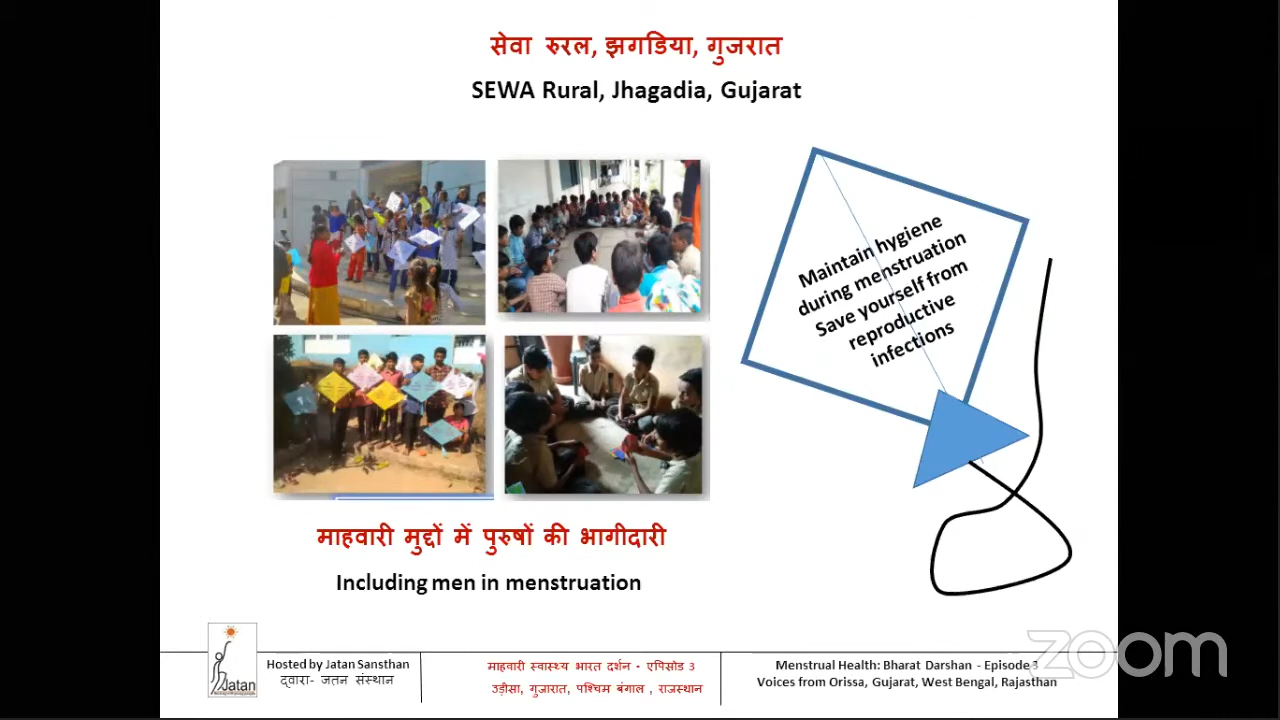 सेवा रुरल, झगडिया, गुजरात
SEWA Rural, Jhagadia, Gujarat
Maintain hygiene
during menstruation
Save yourself from
reproductive
infections
माहवारी मुद्दों में पुरुषों की भागीदारी
Including men in menstruation
Jatan
Hosted by Jatan Sansthan
द्वारा- जतन संस्थान
माहवारी स्वास्थ्य भारत दर्शन - एपिसोड 3
उड़ीसा, गुजरात, पश्चिम बंगाल , राजस्थान
Menstrual Health: Bharat Darshan - Episode 3
Voices from Orissa, Gujarat, West Bengal, Rajasthan
zoom